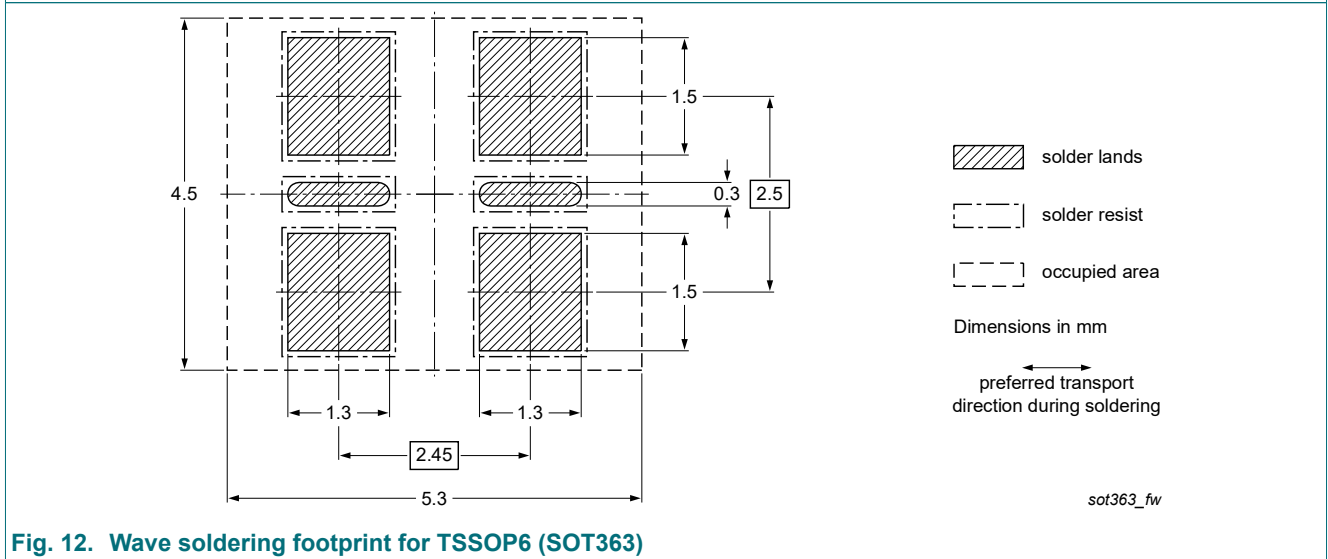 1.5
solder lands
4.5
0.3
2.5
solder resist
occupied area
1.5
Dimensions in mm
preferred transport
direction during soldering
1.3
1.3
2.45
5.3
sot363_fw
Fig. 12. Wave soldering footprint for TSSOP6 (SOT363)